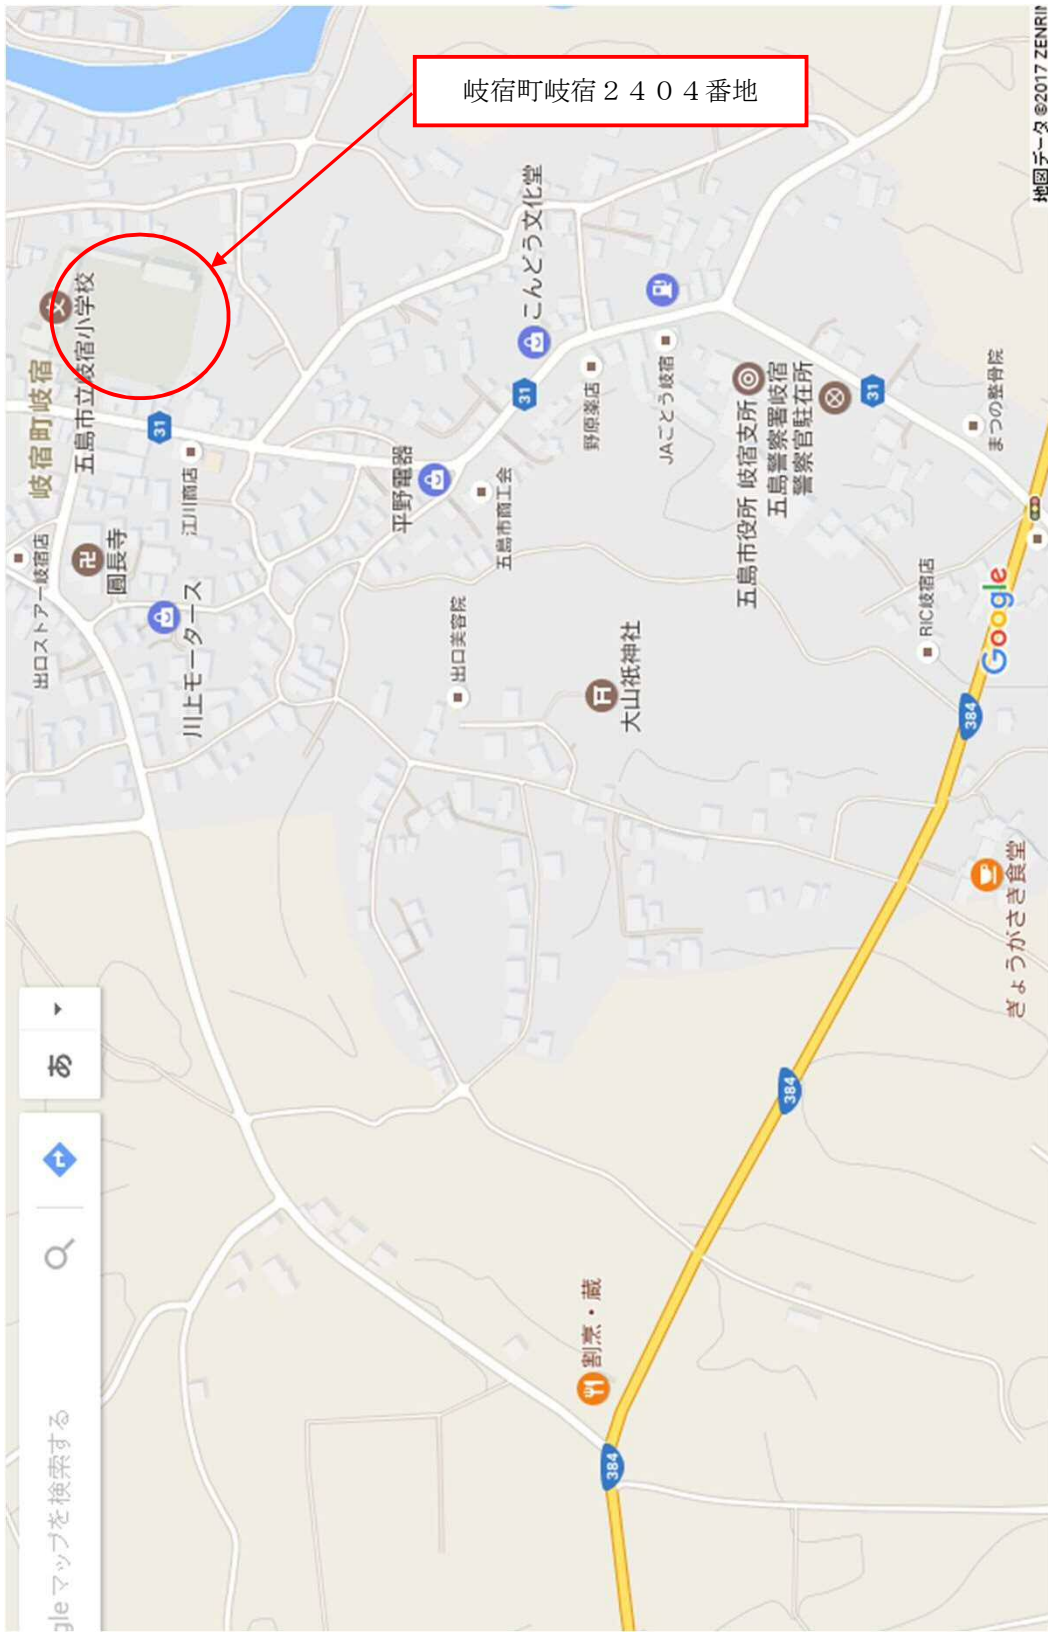 岐宿町岐宿２４０４番地
地図データ ©2017 ZENRIN
岐宿町岐宿
五島市立岐宿小学校
出口ストアー岐宿店
圓長寺
川上モータース
江川商店
31
平野電器
五島市商工会
出口美容院
こんどう文化堂
31
野原薬店
JAごとう岐宿
五島市役所 岐宿支所
五島警察署岐宿
警察官駐在所
31
まつの整骨院
大山祇神社
RIC岐宿店
Google
384
ぎょうがさき食堂
384
割烹・蔵
384
あ
gle マップを検索する